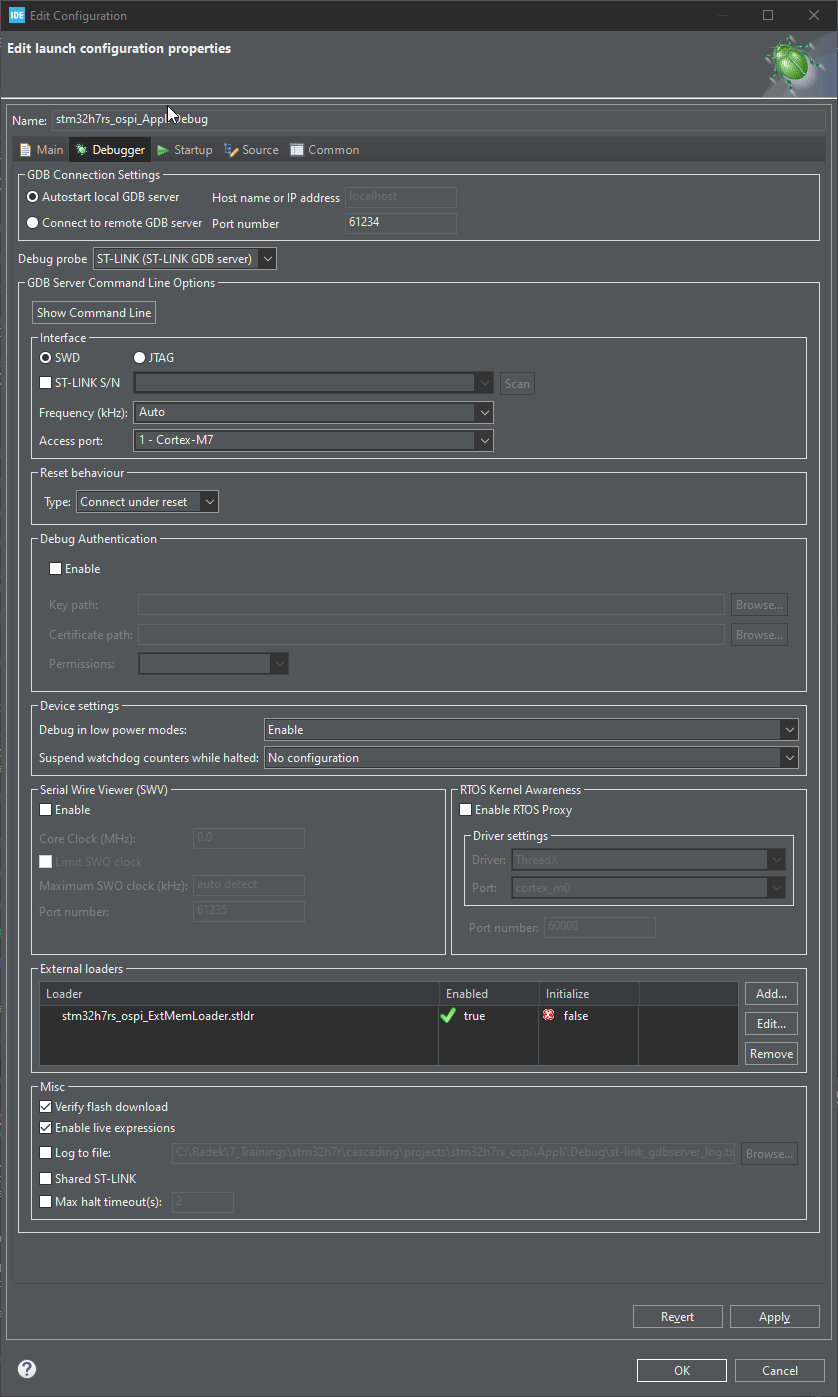 IDE Edit Configuration
Edit launch configuration properties
Name: stm32h7rs_ospi_Appli Debug
Main Debugger Startup Source Common
GDB Connection Settings
Autostart local GDB server Host name or IP address localhost
Connect to remote GDB server Port number 61234
Debug probe ST-LINK (ST-LINK GDB server)
GDB Server Command Line Options
Show Command Line
Interface
SWD JTAG
ST-LINK S/N Scan
Frequency (kHz): Auto
Access port: 1 - Cortex-M7
Reset behaviour
Type: Connect under reset
Debug Authentication
Enable
Key path: Browse...
Certificate path: Browse...
Permissions:
Device settings
Debug in low power modes: Enable
Suspend watchdog counters while halted: No configuration
Serial Wire Viewer (SWV)
Enable
Core Clock (MHz): 0.0
Limit SWO clock
Maximum SWO clock (kHz): auto detect
Port number: 61235
RTOS Kernel Awareness
Enable RTOS Proxy
Driver settings
Driver: ThreadX
Port: cortex_m0
Port number: 60000
External loaders
Loader Enabled Initialize
stm32h7rs_ospi_ExtMemLoader.stldr true false
Add...
Edit...
Remove
Misc
Verify flash download
Enable live expressions
Log to file: C:\Radek\7_Trainings\stm32h7r\cascading\projects\stm32h7rs_ospi\Appli\Debug\st-link_gdbserver_log.tx Browse...
Shared ST-LINK
Max halt timeout(s): 2
Revert Apply
? OK Cancel